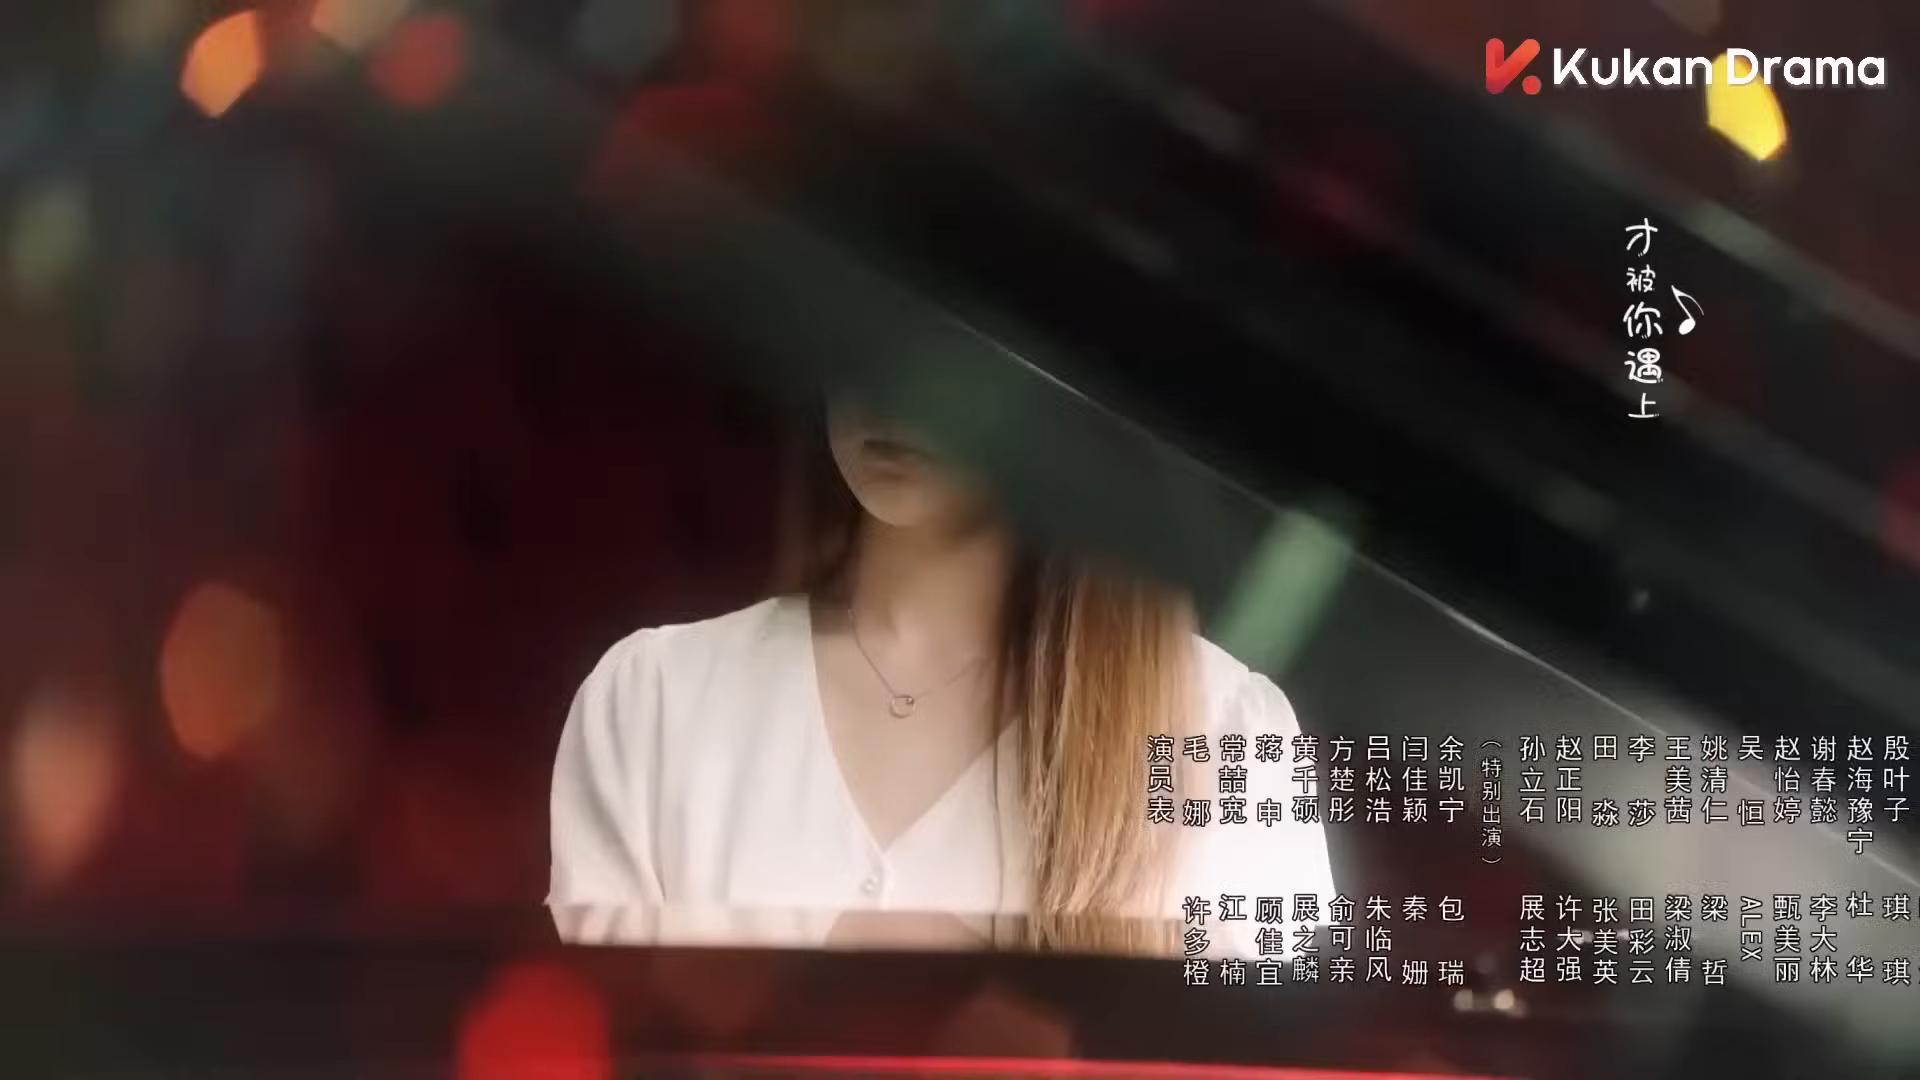 Kukan Drama
才被你遇上
演员表
毛娜 许多橙
常喆宽 江楠
蒋申 顾佳宜
黄千硕 展之麟
方楚彤 俞可亲
吕松浩 朱临风
闫佳颖 秦姗
余凯宁 包瑞
（特别出演）
孙立石 展志超
赵正阳 许大强
田淼 张美英
李莎 田彩云
王美茜 梁淑倩
姚清仁 梁哲
吴恒 ALEX
赵怡婷 甄美丽
谢春懿 李大林
赵海豫宁 杜华
殷叶子 琪琪